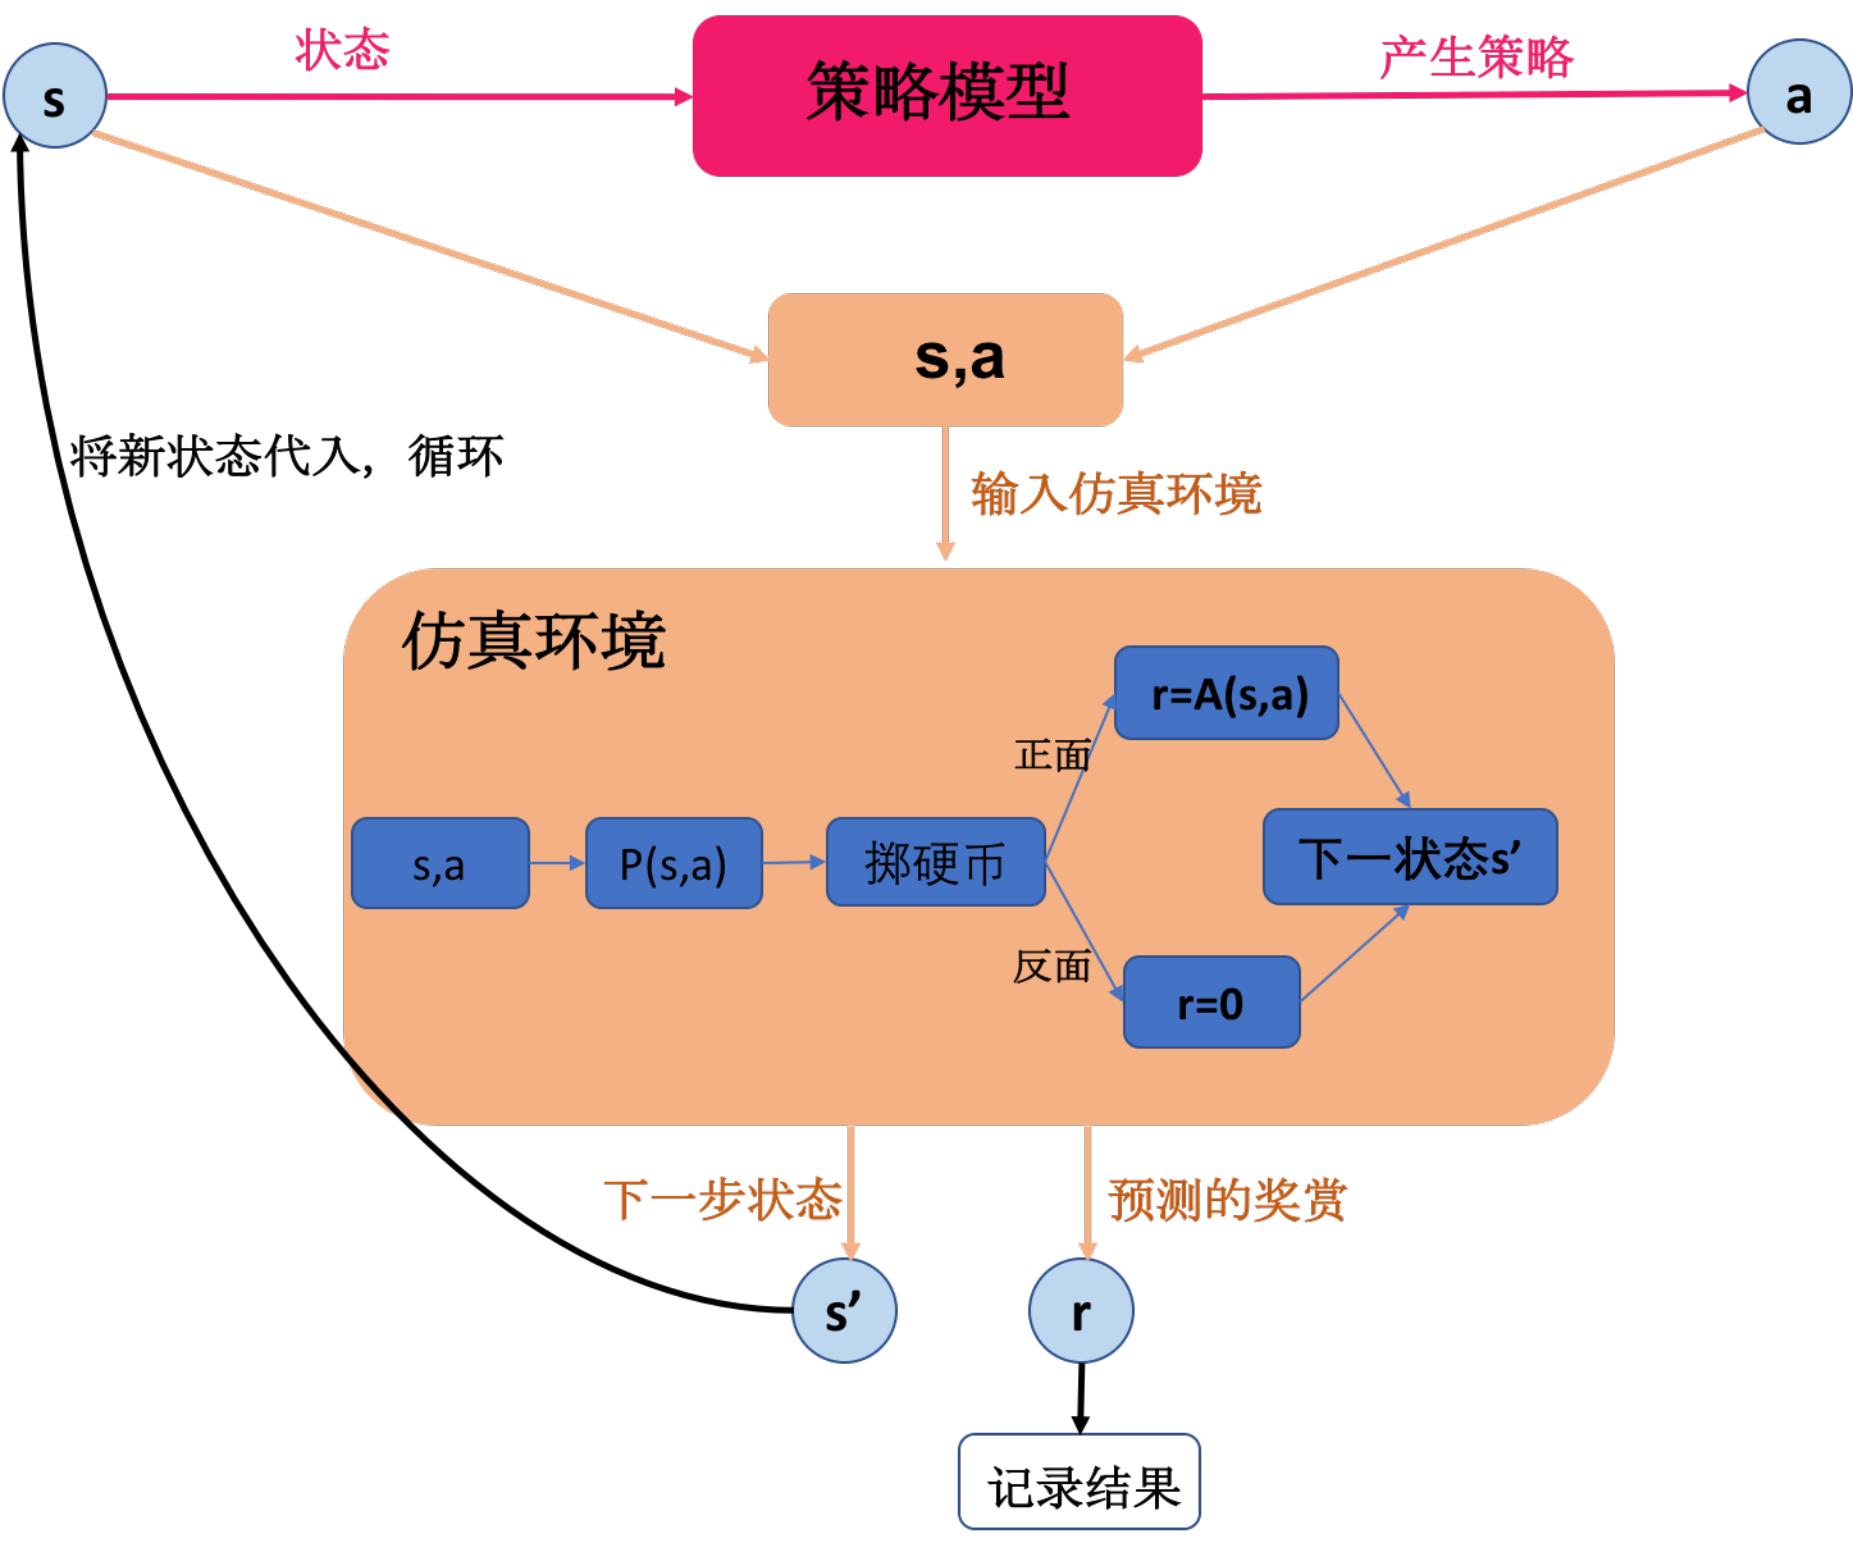 状态
策略模型
产生策略
s
a
s,a
将新状态代入，循环
输入仿真环境
仿真环境
r=A(s,a)
正面
s,a
P(s,a)
掷硬币
下一状态s’
反面
r=0
下一步状态
预测的奖赏
s’
r
记录结果